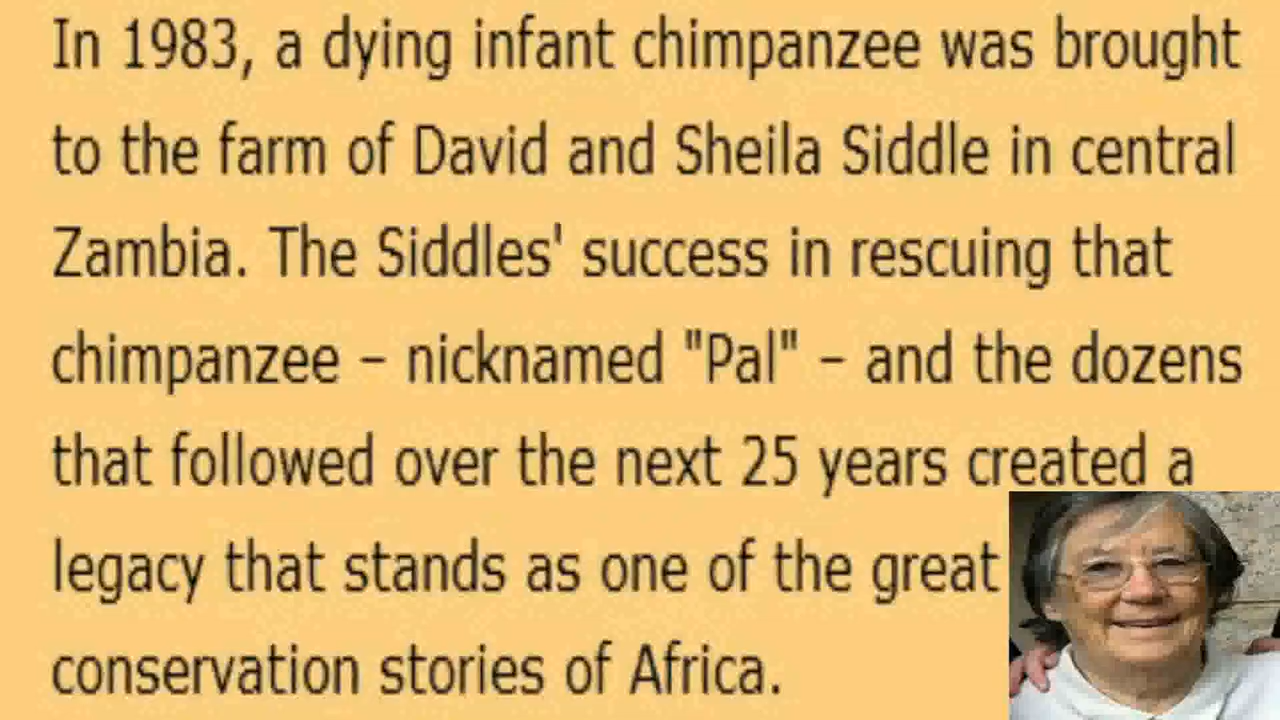 In 1983, a dying infant chimpanzee was brought
to the farm of David and Sheila Siddle in central
Zambia. The Siddles' success in rescuing that
chimpanzee – nicknamed "Pal" – and the dozens
that followed over the next 25 years created a
legacy that stands as one of the great
conservation stories of Africa.